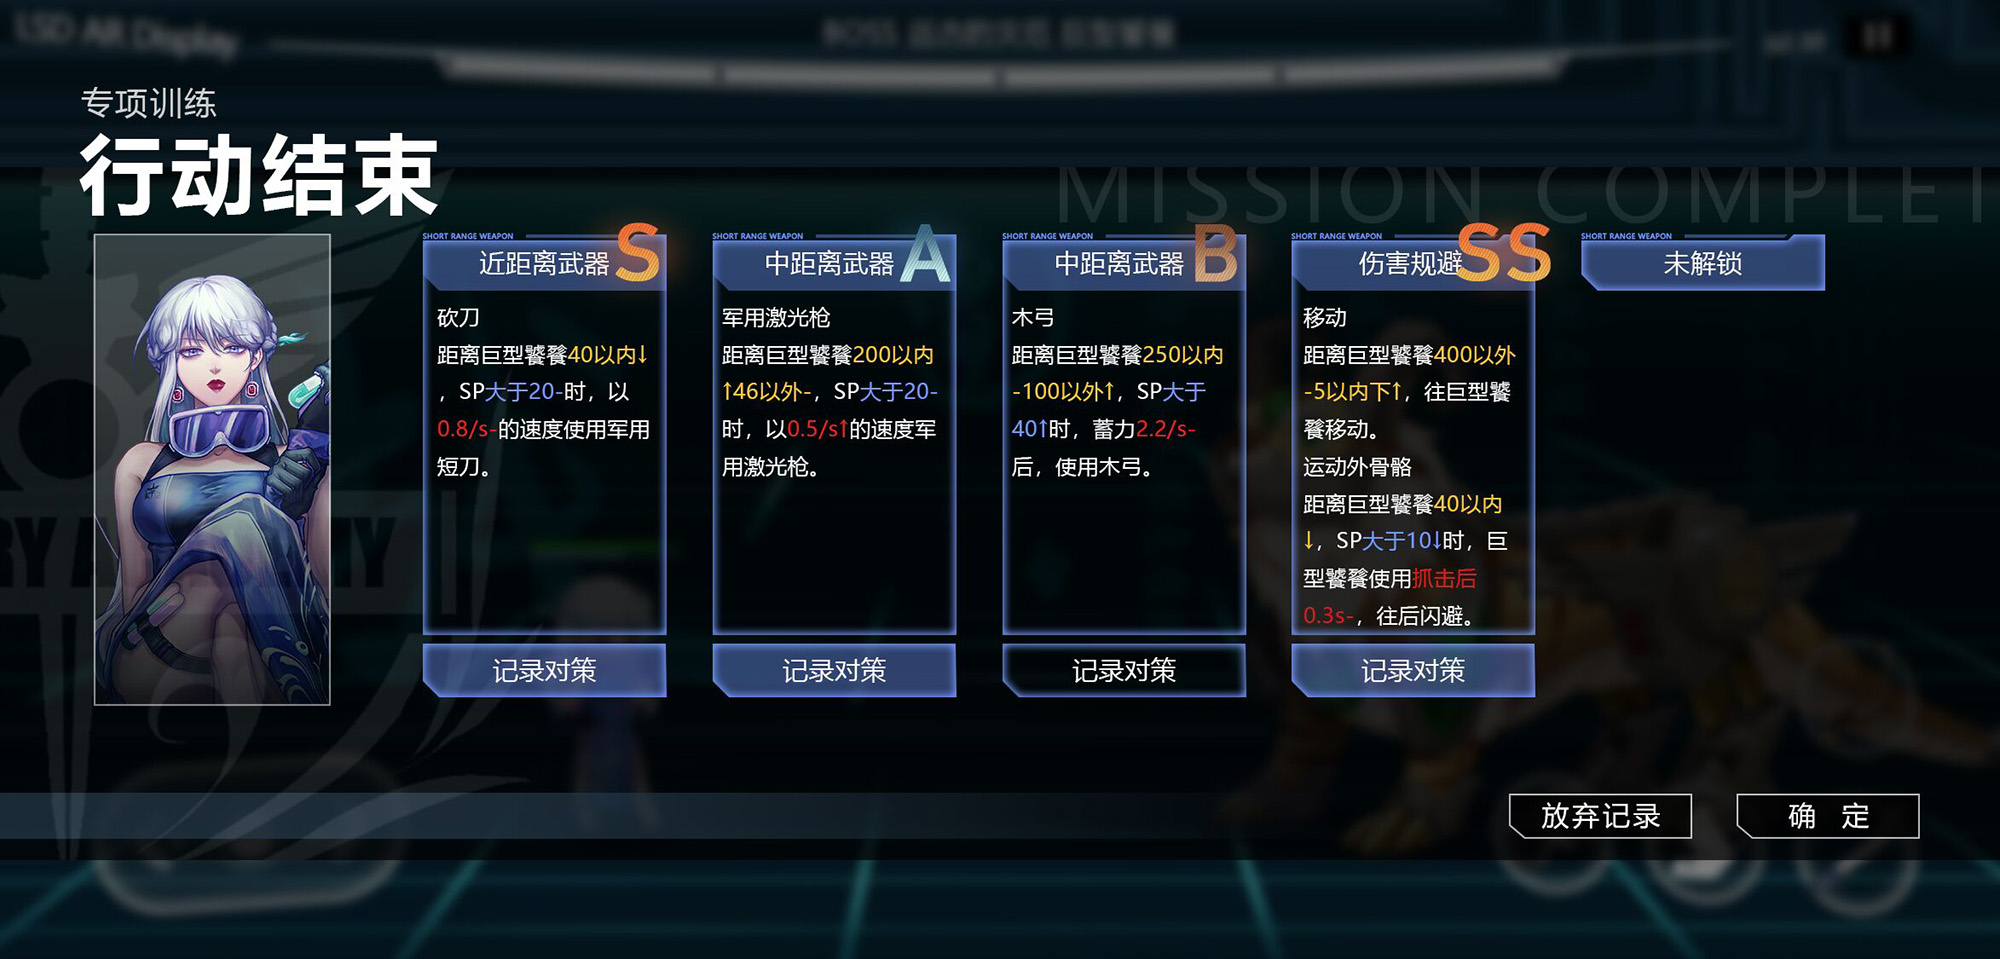 LSD AR Display
专项训练
行动结束
MISSION COMPLET
SHORT RANGE WEAPON
近距离武器
S
砍刀
距离巨型饕餮40以内↓
，SP大于20-时，以
0.8/s-的速度使用军用
短刀。
记录对策
SHORT RANGE WEAPON
中距离武器
A
军用激光枪
距离巨型饕餮200以内
↑46以外-，SP大于20-
时，以0.5/s↑的速度军
用激光枪。
记录对策
SHORT RANGE WEAPON
中距离武器
B
木弓
距离巨型饕餮250以内
-100以外↑，SP大于
40↑时，蓄力2.2/s-
后，使用木弓。
记录对策
SHORT RANGE WEAPON
伤害规避
SS
移动
距离巨型饕餮400以外
-5以内下↑，往巨型饕
餮移动。
运动外骨骼
距离巨型饕餮40以内
↓，SP大于10↓时，巨
型饕餮使用抓击后
0.3s-，往后闪避。
记录对策
SHORT RANGE WEAPON
未解锁
放弃记录
确 定